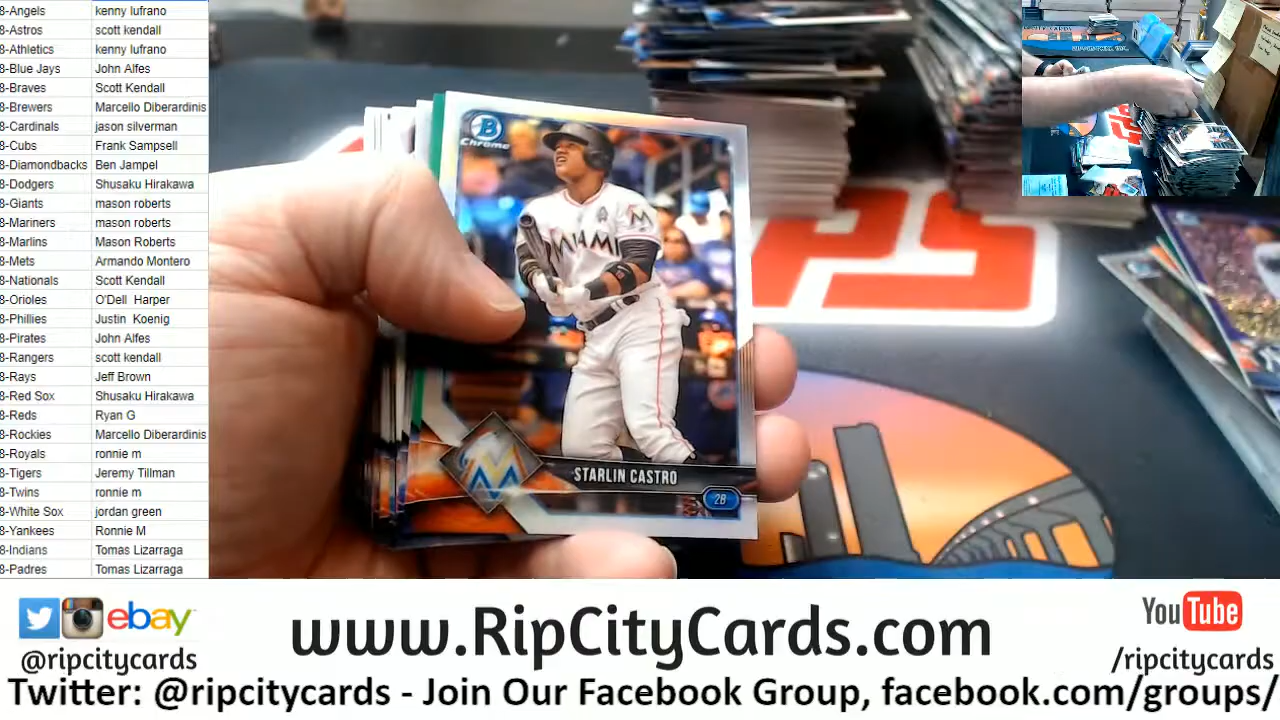 8-Angels kenny lufrano
8-Astros scott kendall
8-Athletics kenny lufrano
8-Blue Jays John Alfes
8-Braves Scott Kendall
8-Brewers Marcello Diberardinis
8-Cardinals jason silverman
8-Cubs Frank Sampsell
8-Diamondbacks Ben Jampel
8-Dodgers Shusaku Hirakawa
8-Giants mason roberts
8-Mariners mason roberts
8-Marlins Mason Roberts
8-Mets Armando Montero
8-Nationals Scott Kendall
8-Orioles O'Dell Harper
8-Phillies Justin Koenig
8-Pirates John Alfes
8-Rangers scott kendall
8-Rays Jeff Brown
8-Red Sox Shusaku Hirakawa
8-Reds Ryan G
8-Rockies Marcello Diberardinis
8-Royals ronnie m
8-Tigers Jeremy Tillman
8-Twins ronnie m
8-White Sox jordan green
8-Yankees Ronnie M
8-Indians Tomas Lizarraga
8-Padres Tomas Lizarraga
B
Chrome
MIAMI
M
M
STARLIN CASTRO
2B
ebay
@ripcitycards
www.RipCityCards.com
YouTube
/ripcitycards
Twitter: @ripcitycards - Join Our Facebook Group, facebook.com/groups/